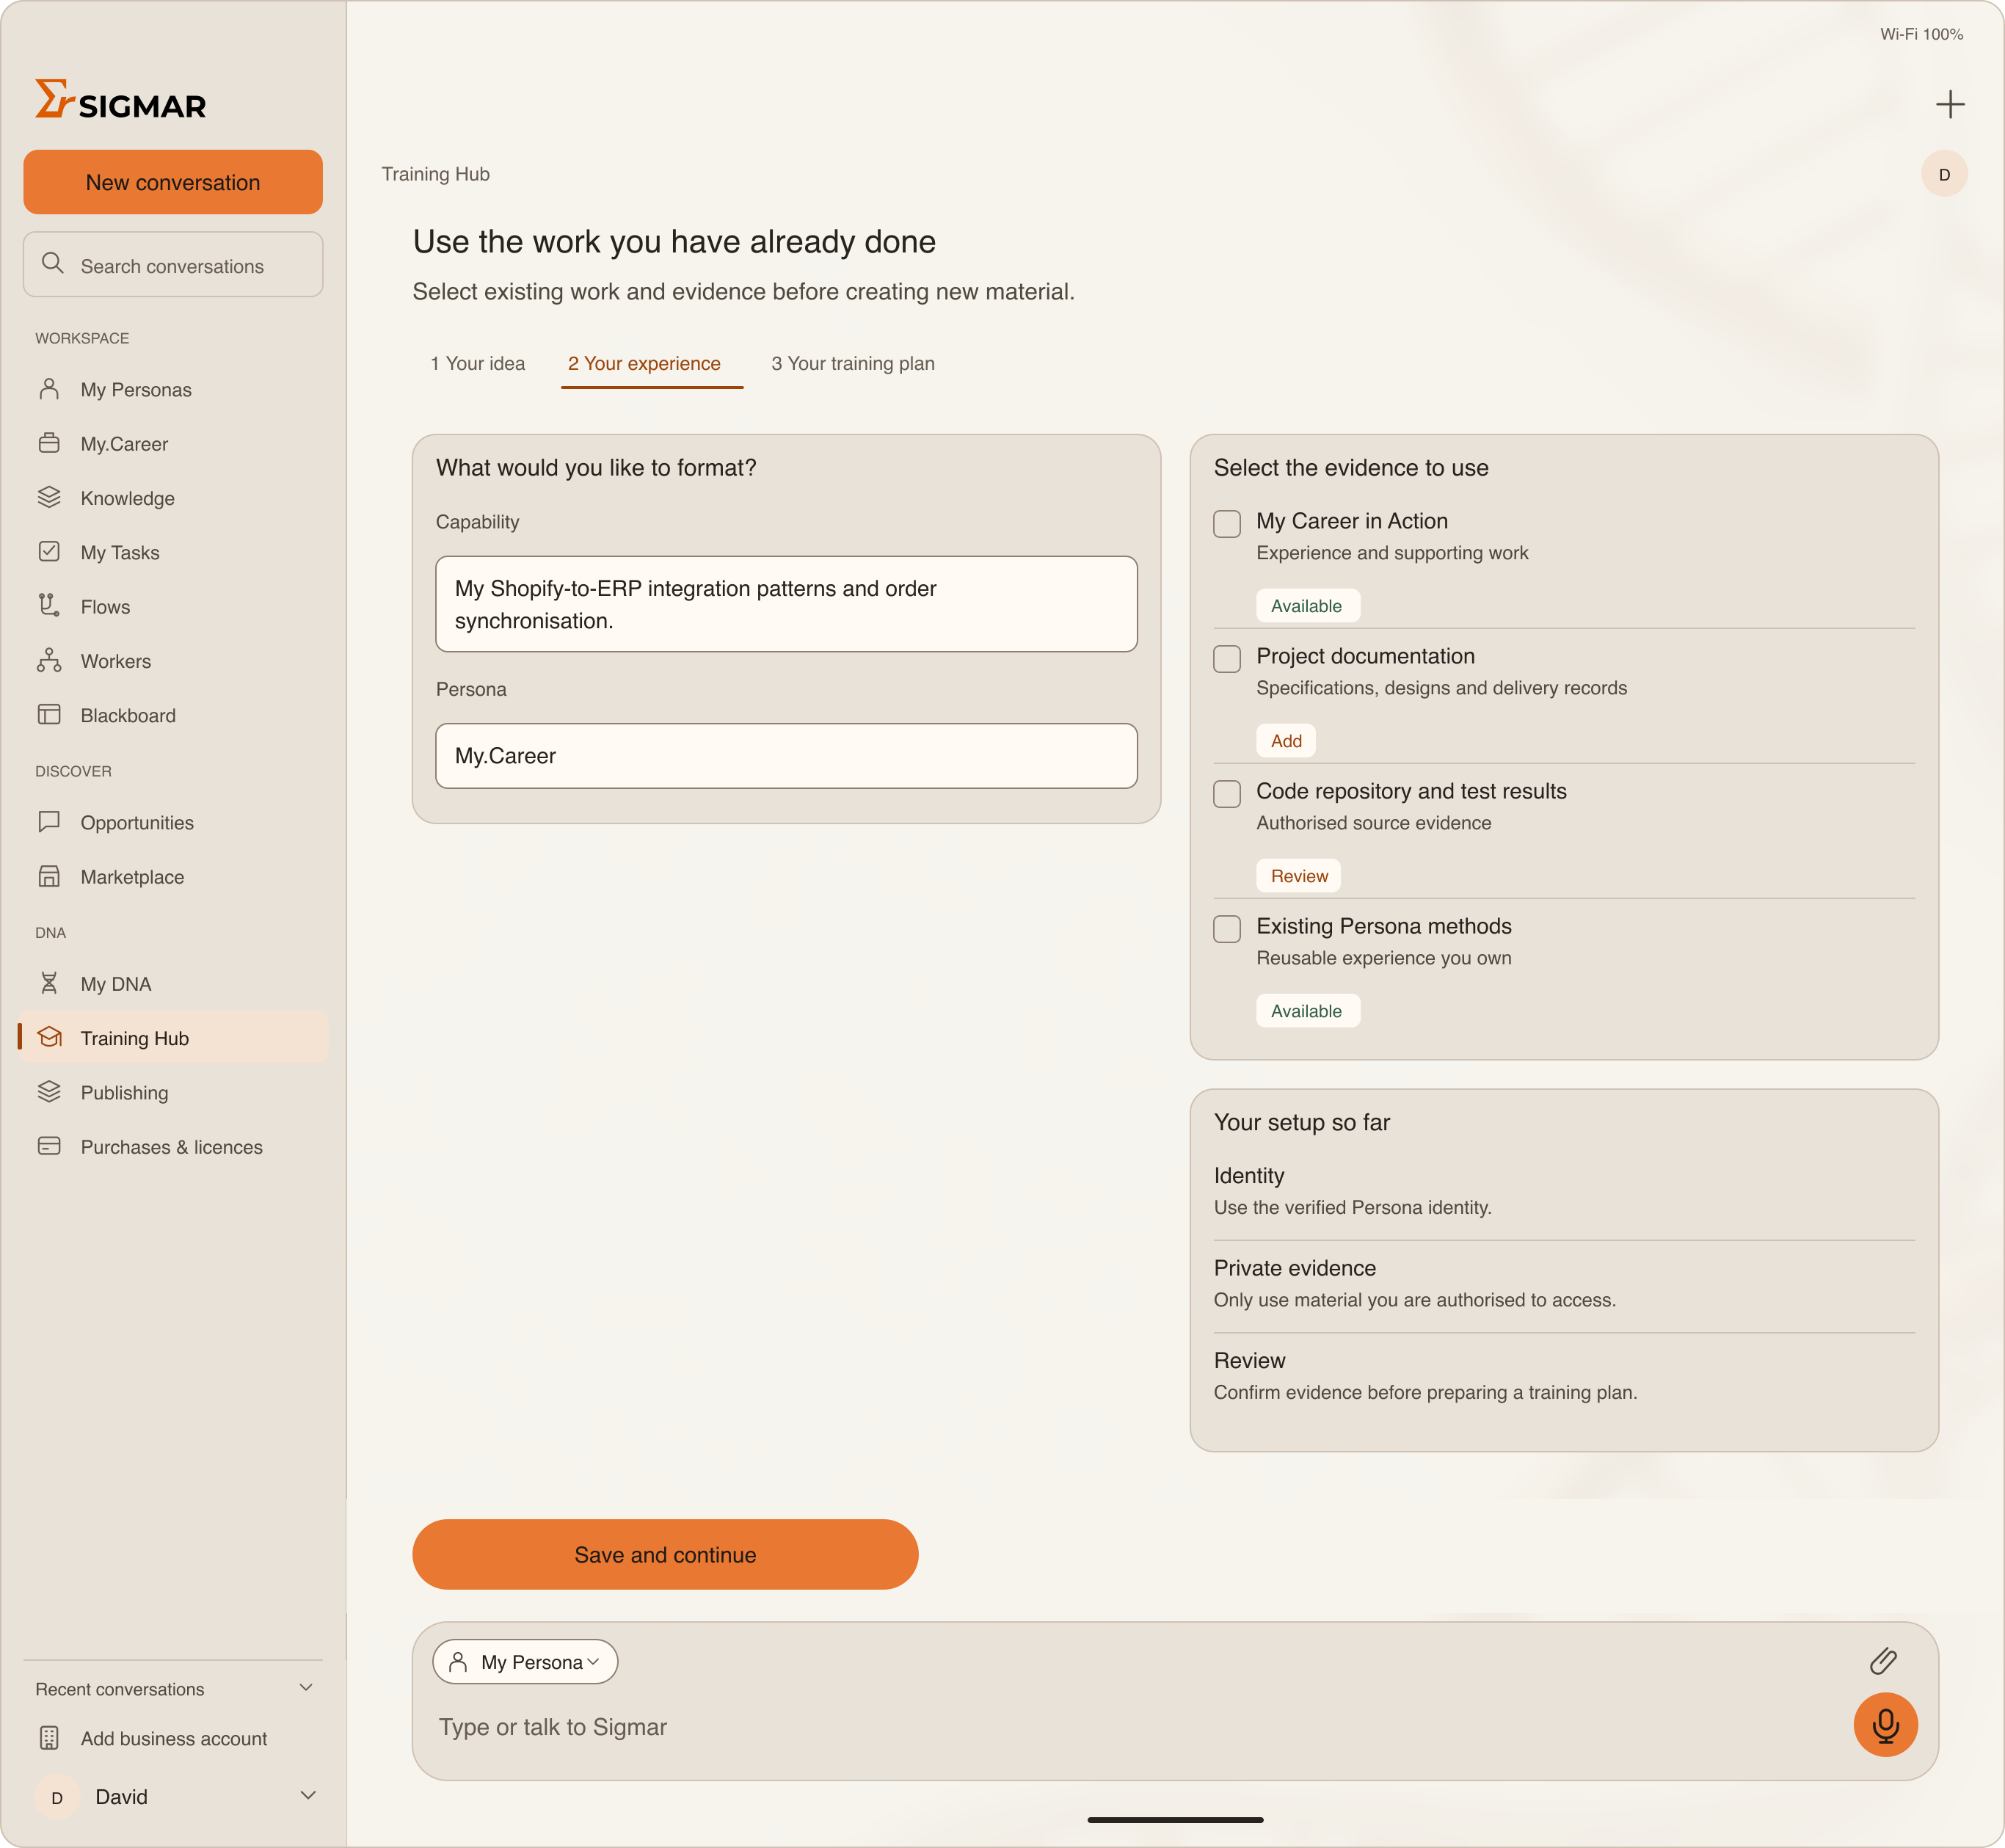 Wi-Fi 100%
Σr SIGMAR
New conversation
Search conversations
WORKSPACE
My Personas
My.Career
Knowledge
My Tasks
Flows
Workers
Blackboard
DISCOVER
Opportunities
Marketplace
DNA
My DNA
Training Hub
Publishing
Purchases & licences
Recent conversations
Add business account
D David
Training Hub
D
Use the work you have already done
Select existing work and evidence before creating new material.
1 Your idea 2 Your experience 3 Your training plan
What would you like to format?
Capability
My Shopify-to-ERP integration patterns and order
synchronisation.
Persona
My.Career
Select the evidence to use
My Career in Action
Experience and supporting work
Available
Project documentation
Specifications, designs and delivery records
Add
Code repository and test results
Authorised source evidence
Review
Existing Persona methods
Reusable experience you own
Available
Your setup so far
Identity
Use the verified Persona identity.
Private evidence
Only use material you are authorised to access.
Review
Confirm evidence before preparing a training plan.
Save and continue
My Persona
Type or talk to Sigmar